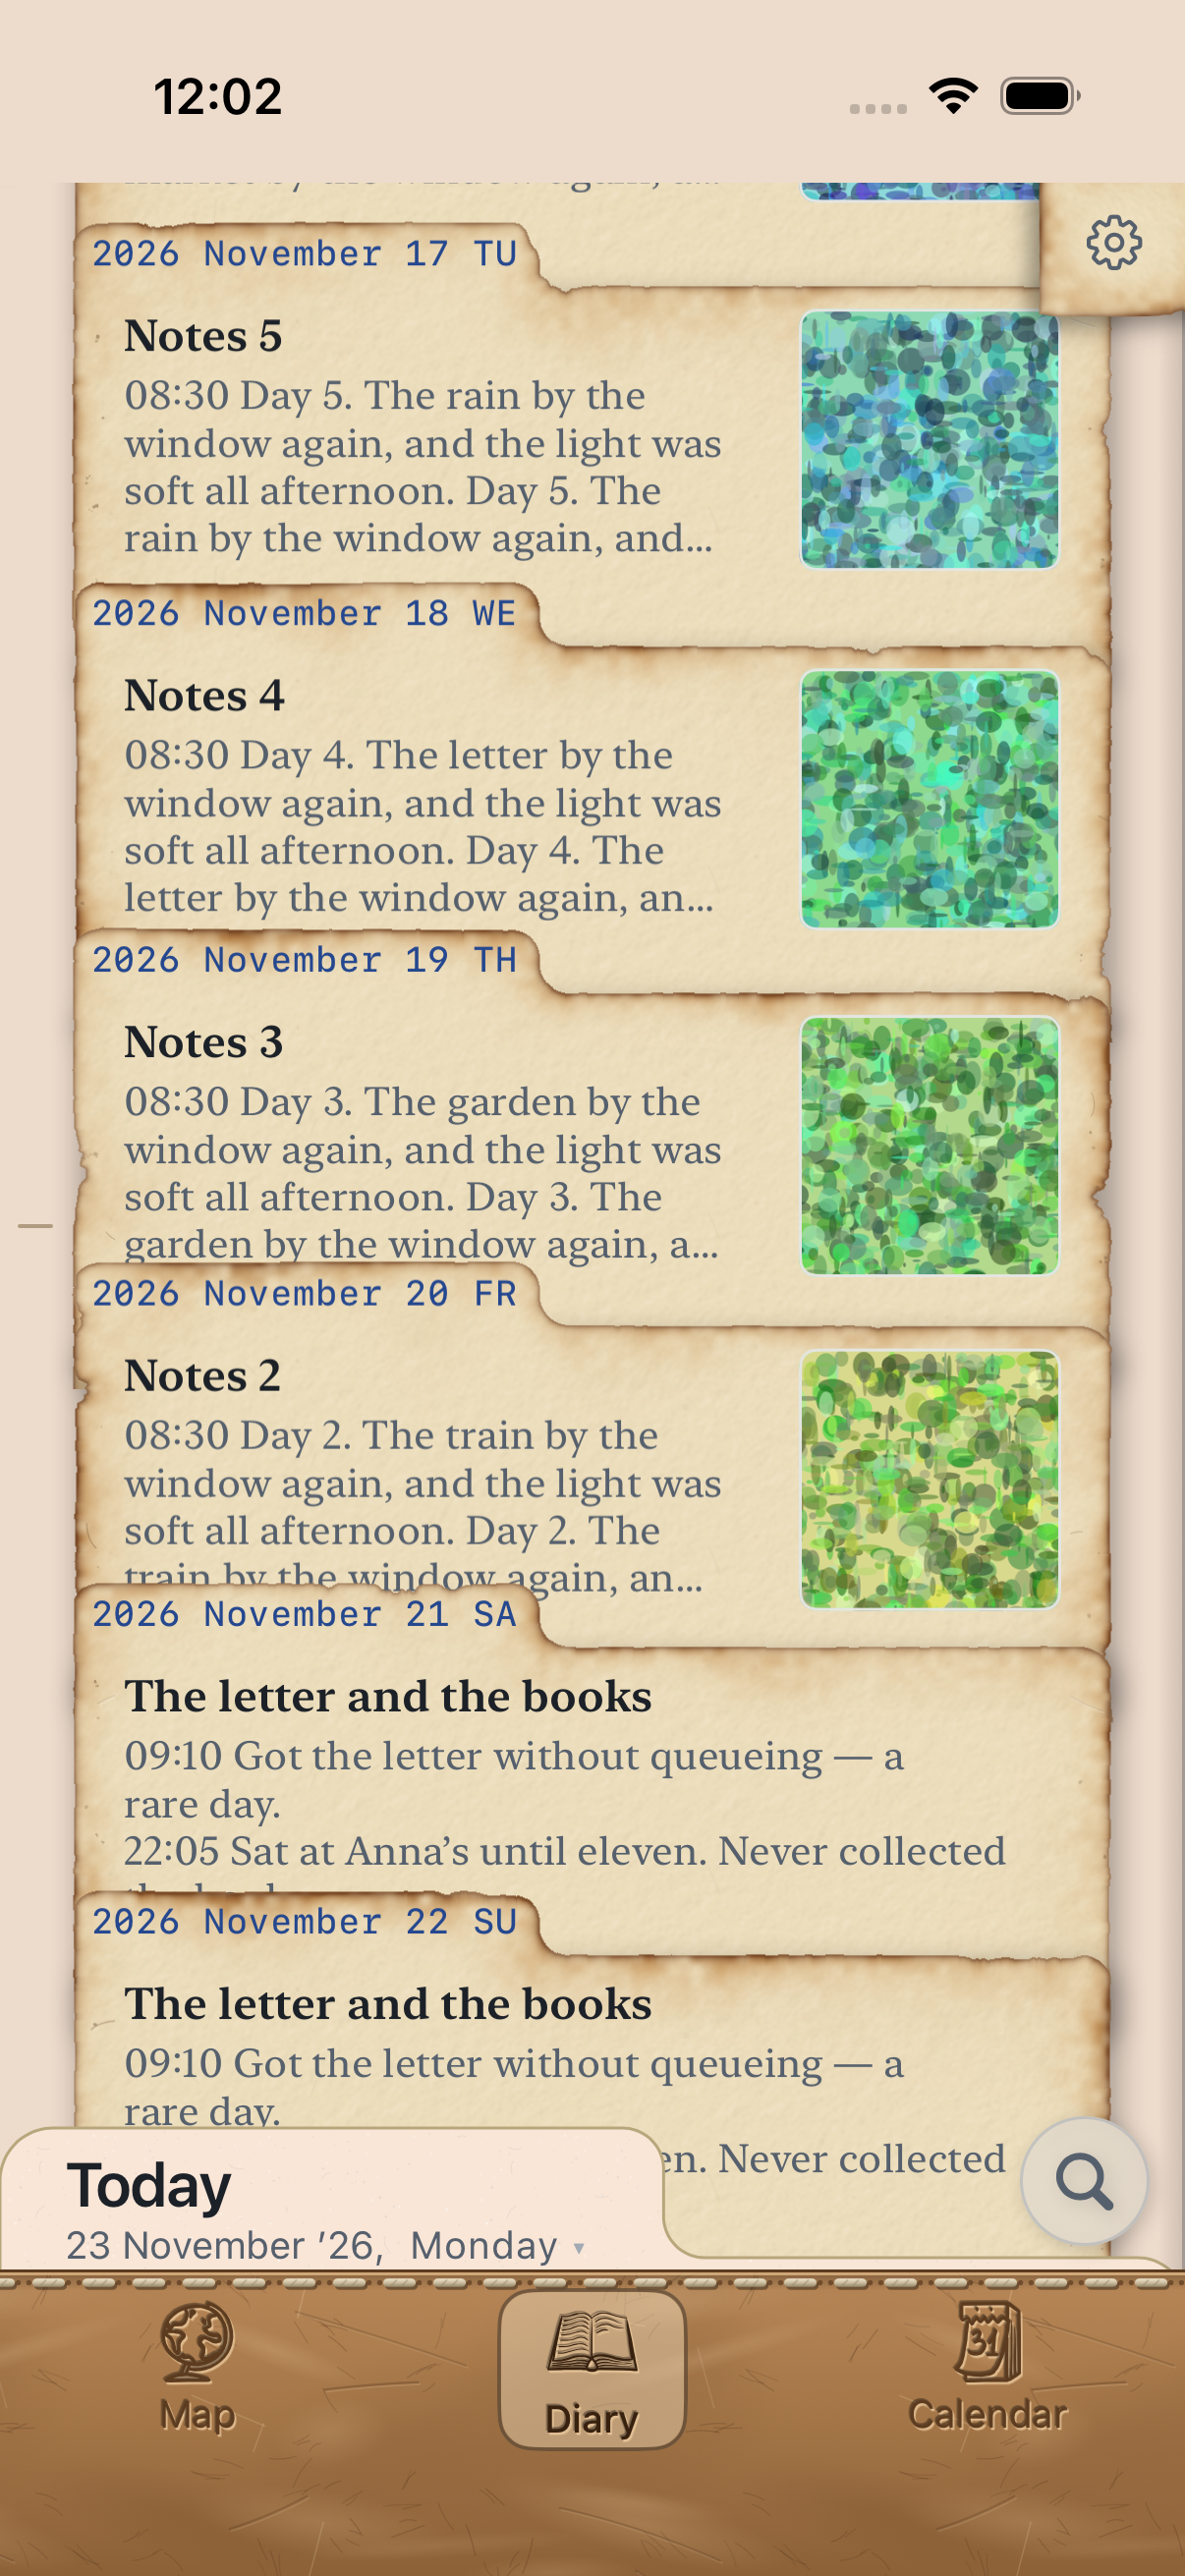 12:02
2026 November 17 TU
Notes 5
08:30 Day 5. The rain by the
window again, and the light was
soft all afternoon. Day 5. The
rain by the window again, and...
2026 November 18 WE
Notes 4
08:30 Day 4. The letter by the
window again, and the light was
soft all afternoon. Day 4. The
letter by the window again, an...
2026 November 19 TH
Notes 3
08:30 Day 3. The garden by the
window again, and the light was
soft all afternoon. Day 3. The
garden by the window again, a...
2026 November 20 FR
Notes 2
08:30 Day 2. The train by the
window again, and the light was
soft all afternoon. Day 2. The
train by the window again, an...
2026 November 21 SA
The letter and the books
09:10 Got the letter without queueing — a
rare day.
22:05 Sat at Anna’s until eleven. Never collected
2026 November 22 SU
The letter and the books
09:10 Got the letter without queueing — a
rare day.
Never collected
Today
23 November ’26, Monday
31
Map
Diary
Calendar